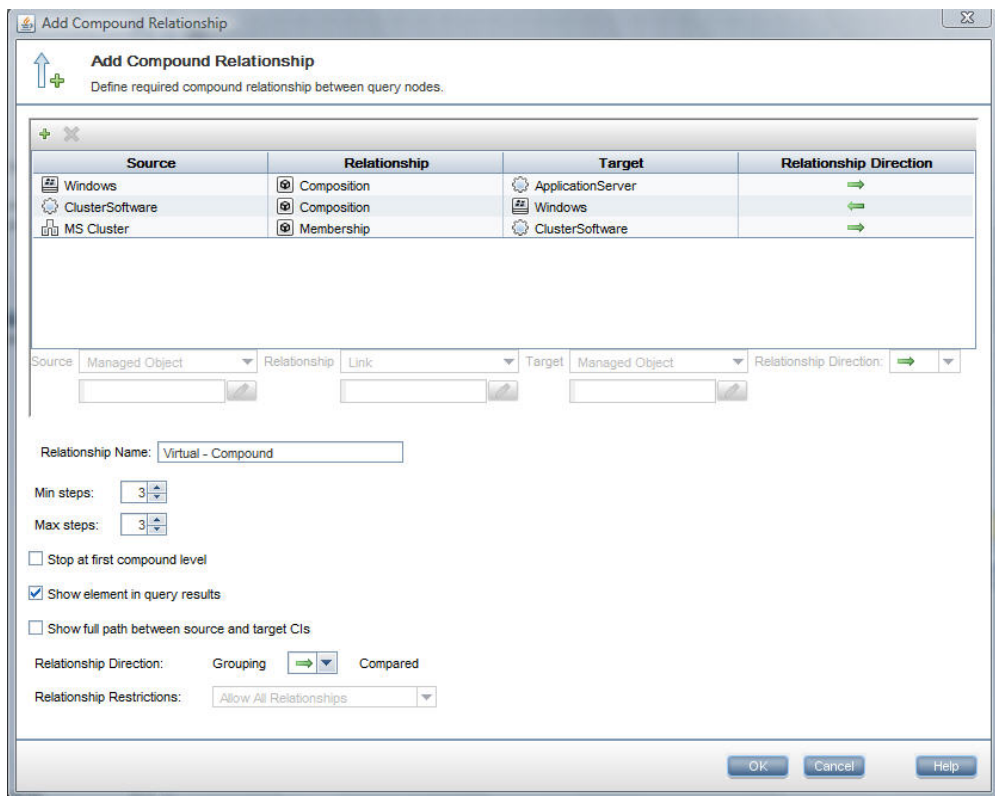 Add Compound Relationship
Add Compound Relationship
Define required compound relationship between query nodes.
Source Relationship Target Relationship Direction
Windows Composition ApplicationServer
ClusterSoftware Composition Windows
MS Cluster Membership ClusterSoftware
Source Managed Object Relationship Link Target Managed Object Relationship Direction:
Relationship Name: Virtual - Compound
Min steps: 3
Max steps: 3
Stop at first compound level
Show element in query results
Show full path between source and target CIs
Relationship Direction: Grouping Compared
Relationship Restrictions: Allow All Relationships
OK Cancel Help